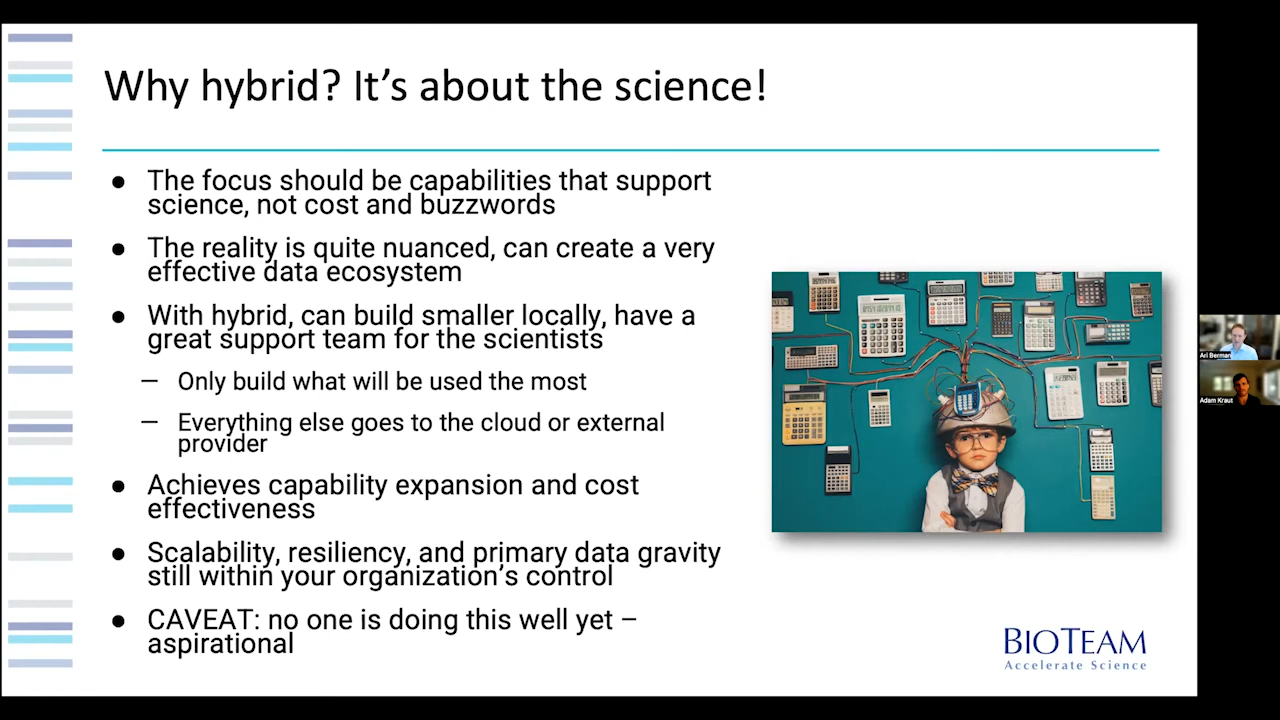 Why hybrid? It's about the science!
● The focus should be capabilities that support
science, not cost and buzzwords
● The reality is quite nuanced, can create a very
effective data ecosystem
● With hybrid, can build smaller locally, have a
great support team for the scientists
– Only build what will be used the most
– Everything else goes to the cloud or external
provider
● Achieves capability expansion and cost
effectiveness
● Scalability, resiliency, and primary data gravity
still within your organization's control
● CAVEAT: no one is doing this well yet –
aspirational
BIOTEAM
Accelerate Science
Ari Berman
Adam Kraut